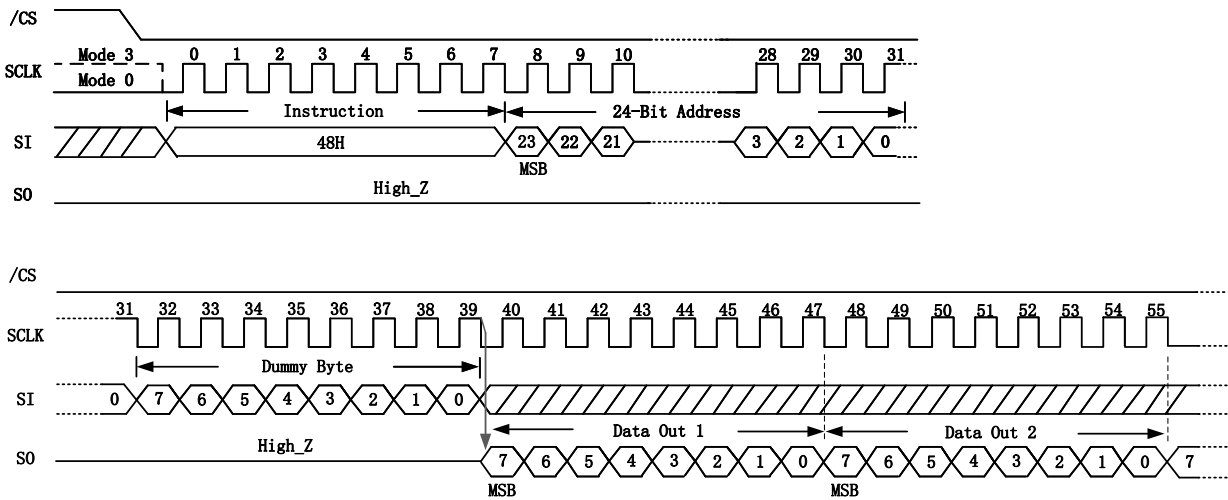 /CS
Mode 3 0 1 2 3 4 5 6 7 8 9 10 28 29 30 31
SCLK
Mode 0
Instruction 24-Bit Address
SI 48H 23 22 21 3 2 1 0
MSB
High_Z
SO
/CS
31 32 33 34 35 36 37 38 39 40 41 42 43 44 45 46 47 48 49 50 51 52 53 54 55
SCLK
Dummy Byte
SI 0 7 6 5 4 3 2 1 0
Data Out 1 Data Out 2
High_Z
SO 7 6 5 4 3 2 1 0 7 6 5 4 3 2 1 0 7
MSB MSB